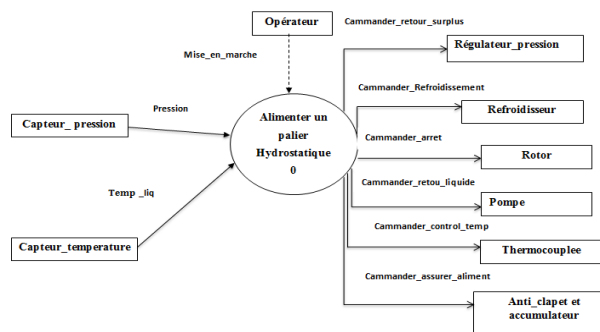 Opérateur
Cammander_retour_surplus
Mise_en_marche
Régulateur_pression
Cammander_Refroidissement
Pression
Alimenter un
palier
Hydrostatique
0
Refroidisseur
Capteur_ pression
Cammander_arret
Rotor
Cammander_retou_liquide
Temp _liq
Pompe
Cammander_control_temp
Capteur_temperature
Thermocouplee
Cammander_assurer_aliment
Anti_clapet et
accumulateur